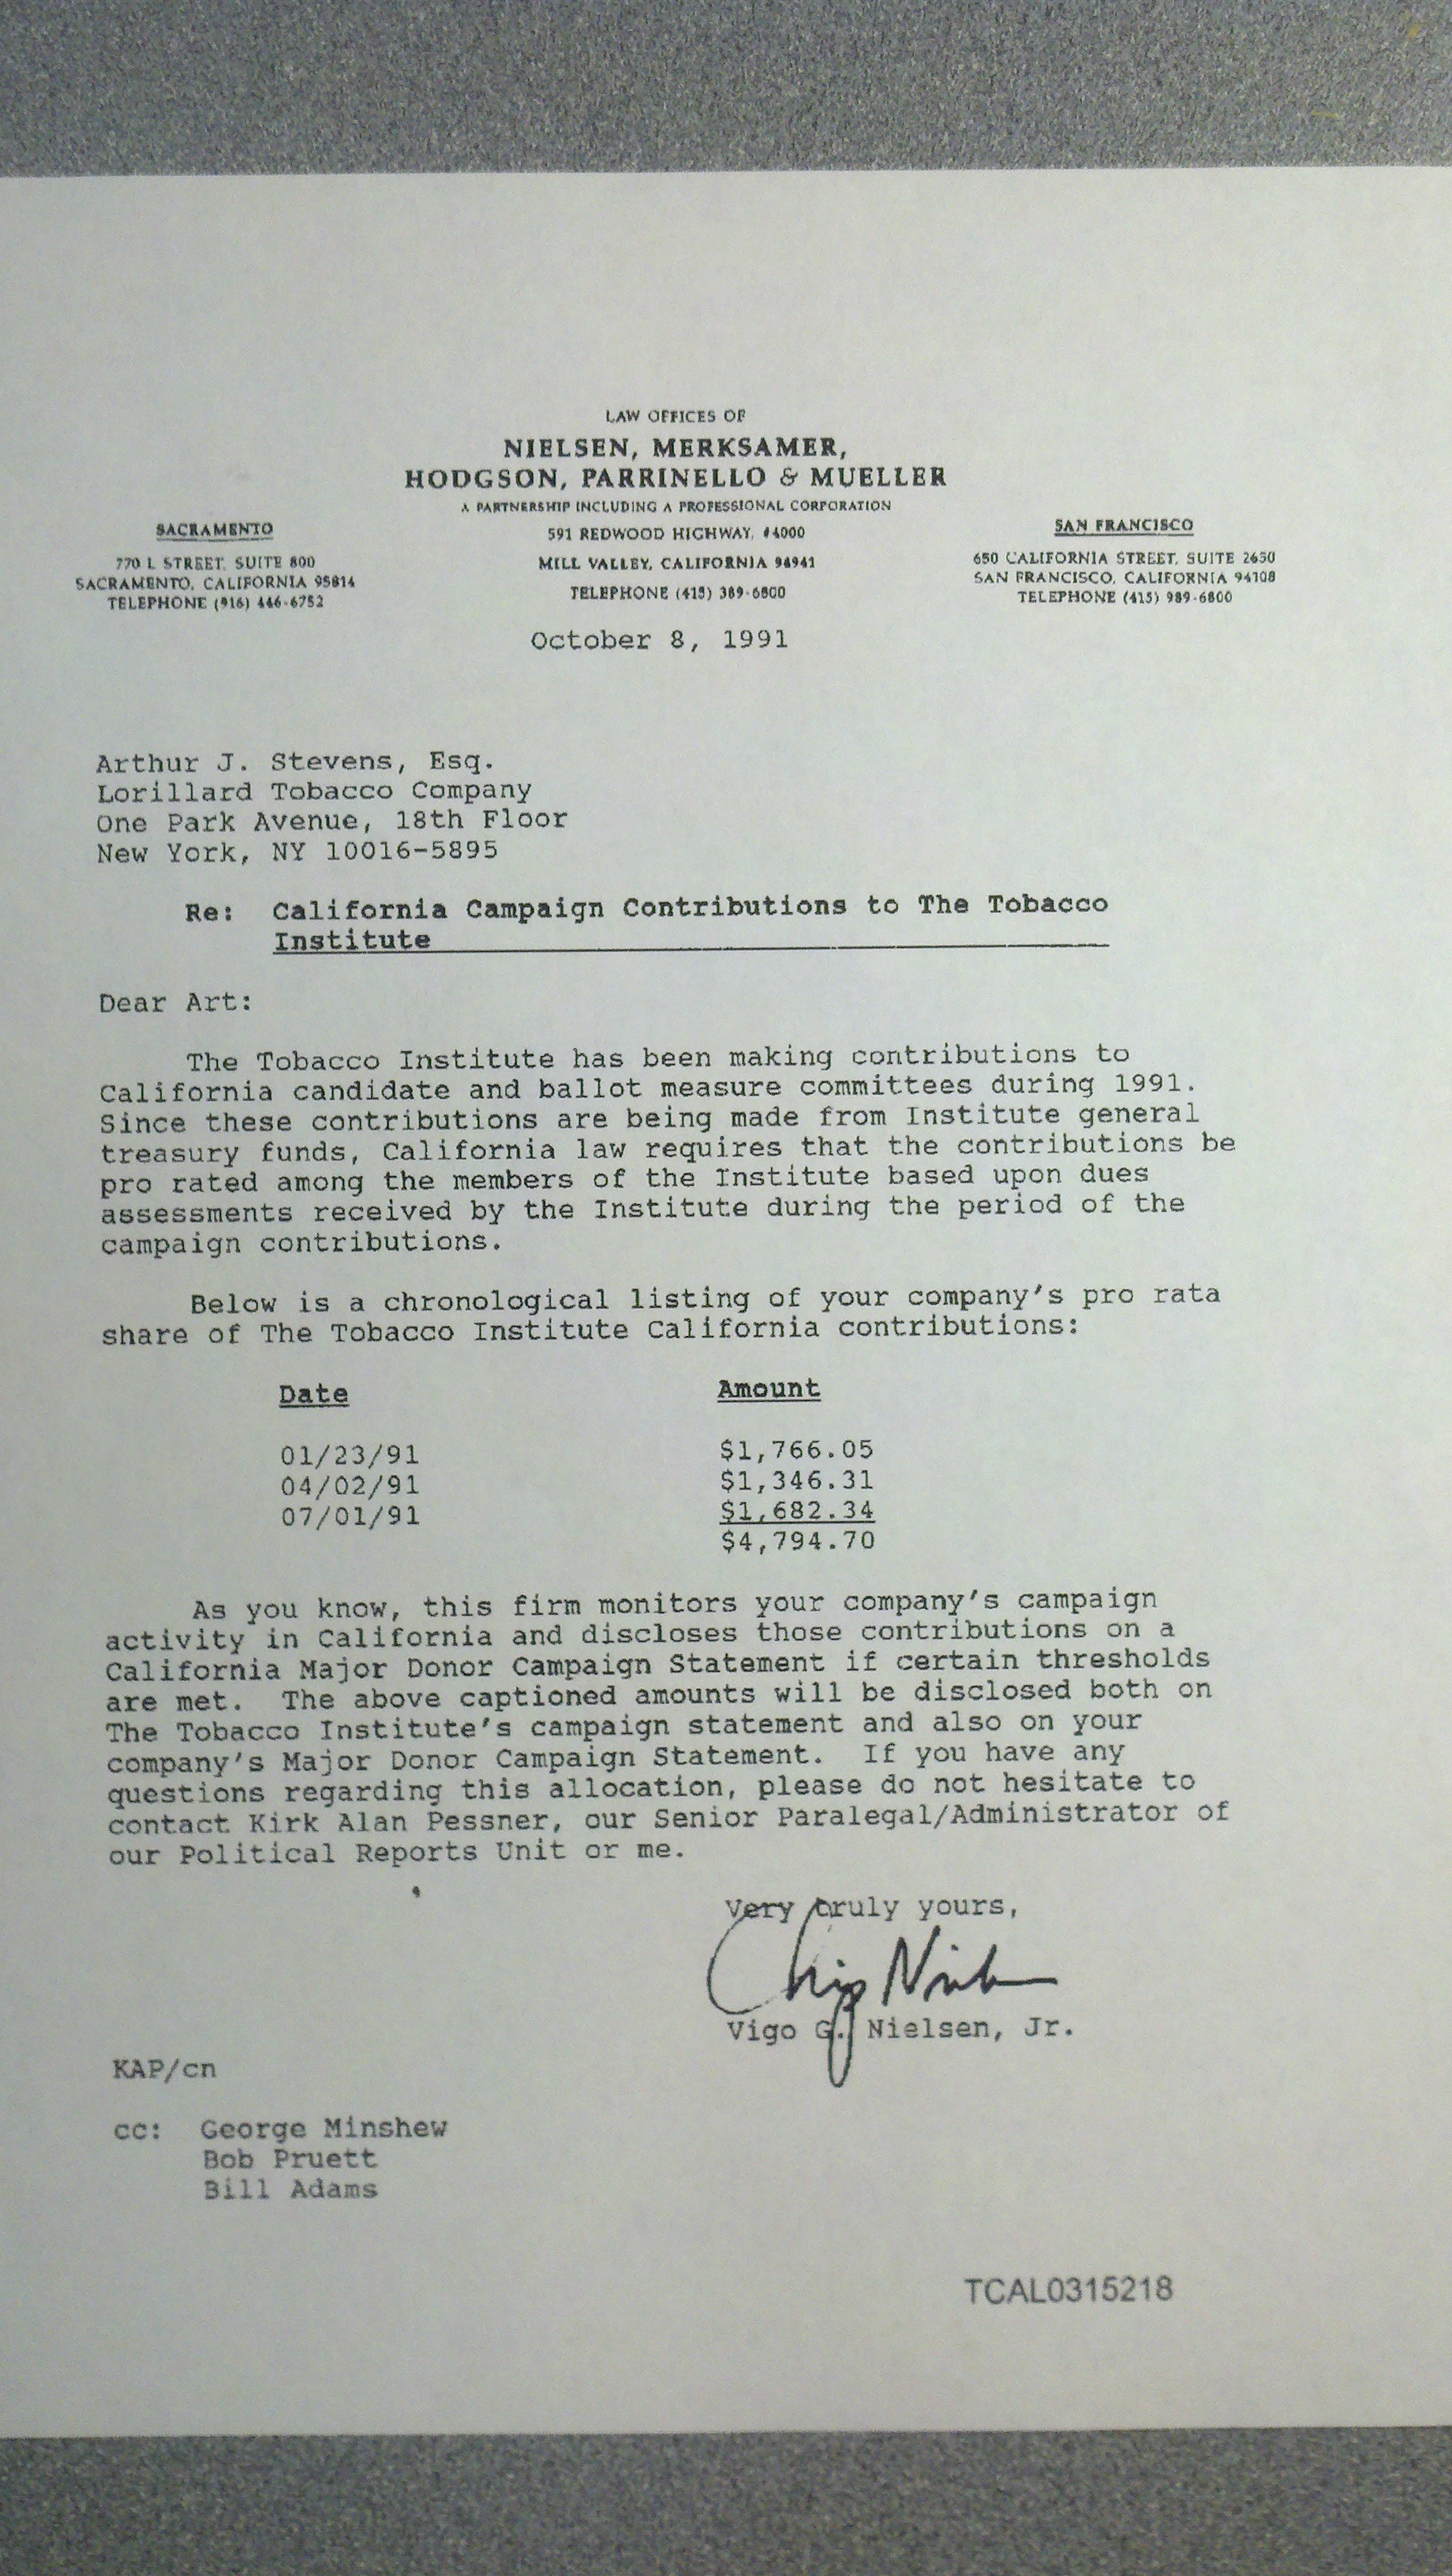 LAW OFFICES OF
NIELSEN, MERKSAMER,
HODGSON, PARRINELLO & MUELLER
A PARTNERSHIP INCLUDING A PROFESSIONAL CORPORATION
591 REDWOOD HIGHWAY, #4000
MILL VALLEY, CALIFORNIA 94941
TELEPHONE (415) 389-6800
SACRAMENTO
770 L STREET, SUITE 800
SACRAMENTO, CALIFORNIA 95814
TELEPHONE (916) 446-6752
SAN FRANCISCO
650 CALIFORNIA STREET, SUITE 2650
SAN FRANCISCO, CALIFORNIA 94108
TELEPHONE (415) 989-6800
October 8, 1991
Arthur J. Stevens, Esq.
Lorillard Tobacco Company
One Park Avenue, 18th Floor
New York, NY 10016-5895
Re: California Campaign Contributions to The Tobacco
Institute
Dear Art:
The Tobacco Institute has been making contributions to
California candidate and ballot measure committees during 1991.
Since these contributions are being made from Institute general
treasury funds, California law requires that the contributions be
pro rated among the members of the Institute based upon dues
assessments received by the Institute during the period of the
campaign contributions.
Below is a chronological listing of your company's pro rata
share of The Tobacco Institute California contributions:
Date Amount
01/23/91 $1,766.05
04/02/91 $1,346.31
07/01/91 $1,682.34
$4,794.70
As you know, this firm monitors your company's campaign
activity in California and discloses those contributions on a
California Major Donor Campaign Statement if certain thresholds
are met. The above captioned amounts will be disclosed both on
The Tobacco Institute's campaign statement and also on your
company's Major Donor Campaign Statement. If you have any
questions regarding this allocation, please do not hesitate to
contact Kirk Alan Pessner, our Senior Paralegal/Administrator of
our Political Reports Unit or me.
Very truly yours,
Chip Nielsen
Vigo G. Nielsen, Jr.
KAP/cn
cc: George Minshew
Bob Pruett
Bill Adams
TCAL0315218